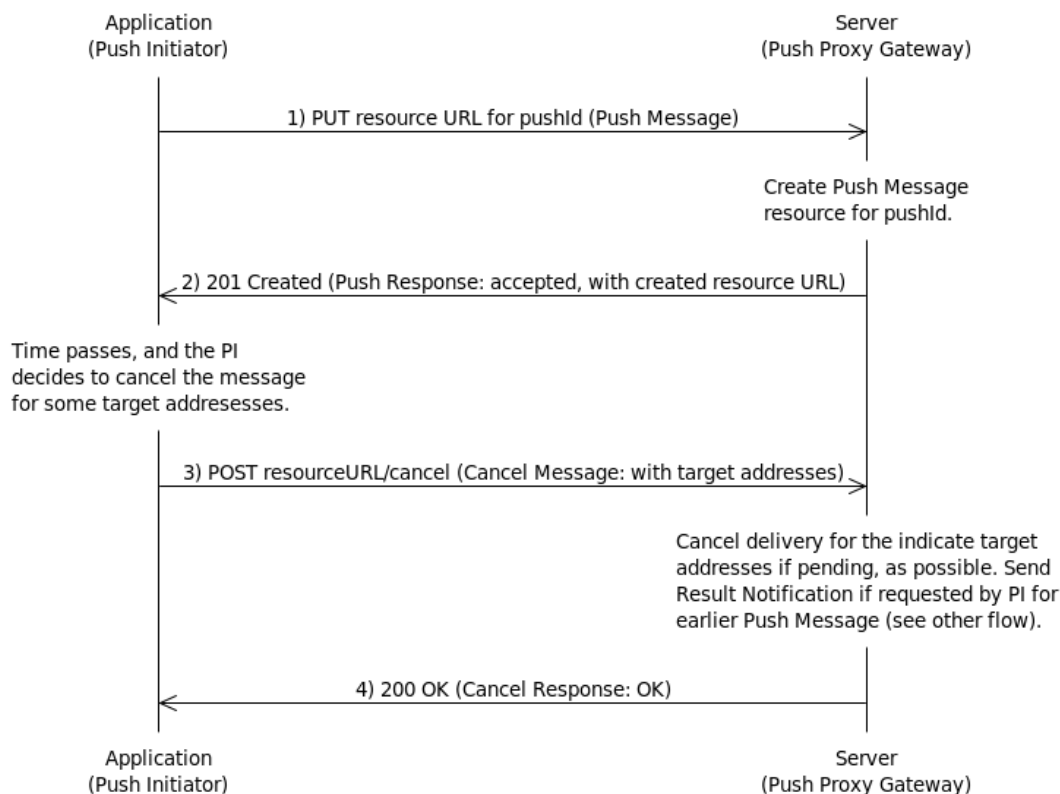 Application
(Push Initiator)
Server
(Push Proxy Gateway)
1) PUT resource URL for pushId (Push Message)
Create Push Message
resource for pushId.
2) 201 Created (Push Response: accepted, with created resource URL)
Time passes, and the PI
decides to cancel the message
for some target addresesses.
3) POST resourceURL/cancel (Cancel Message: with target addresses)
Cancel delivery for the indicate target
addresses if pending, as possible. Send
Result Notification if requested by PI for
earlier Push Message (see other flow).
4) 200 OK (Cancel Response: OK)
Application
(Push Initiator)
Server
(Push Proxy Gateway)